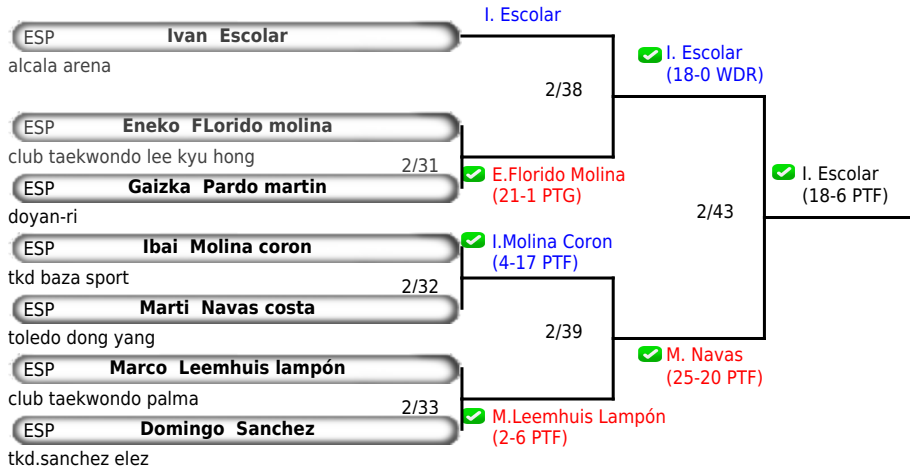 I. Escolar
ESP Ivan Escolar
alcala arena
I. Escolar
(18-0 WDR)
2/38
ESP Eneko FLorido molina
club taekwondo lee kyu hong
2/31
E.Florido Molina
(21-1 PTG)
I. Escolar
(18-6 PTF)
ESP Gaizka Pardo martin
doyan-ri
2/43
ESP Ibai Molina coron
I.Molina Coron
(4-17 PTF)
tkd baza sport
2/32
ESP Marti Navas costa
toledo dong yang
2/39
M. Navas
(25-20 PTF)
ESP Marco Leemhuis lampón
club taekwondo palma
2/33
M.Leemhuis Lampón
(2-6 PTF)
ESP Domingo Sanchez
tkd.sanchez elez